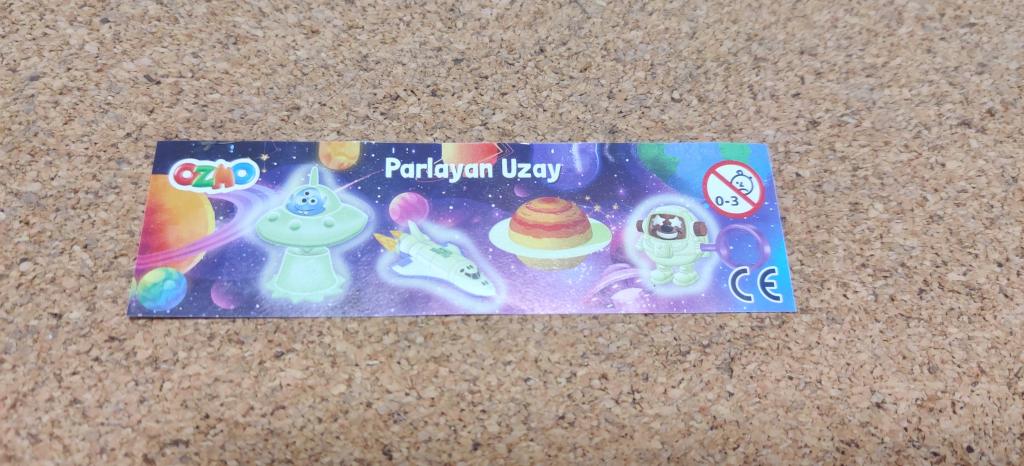 OZMO
Parlayan Uzay
0-3
CE